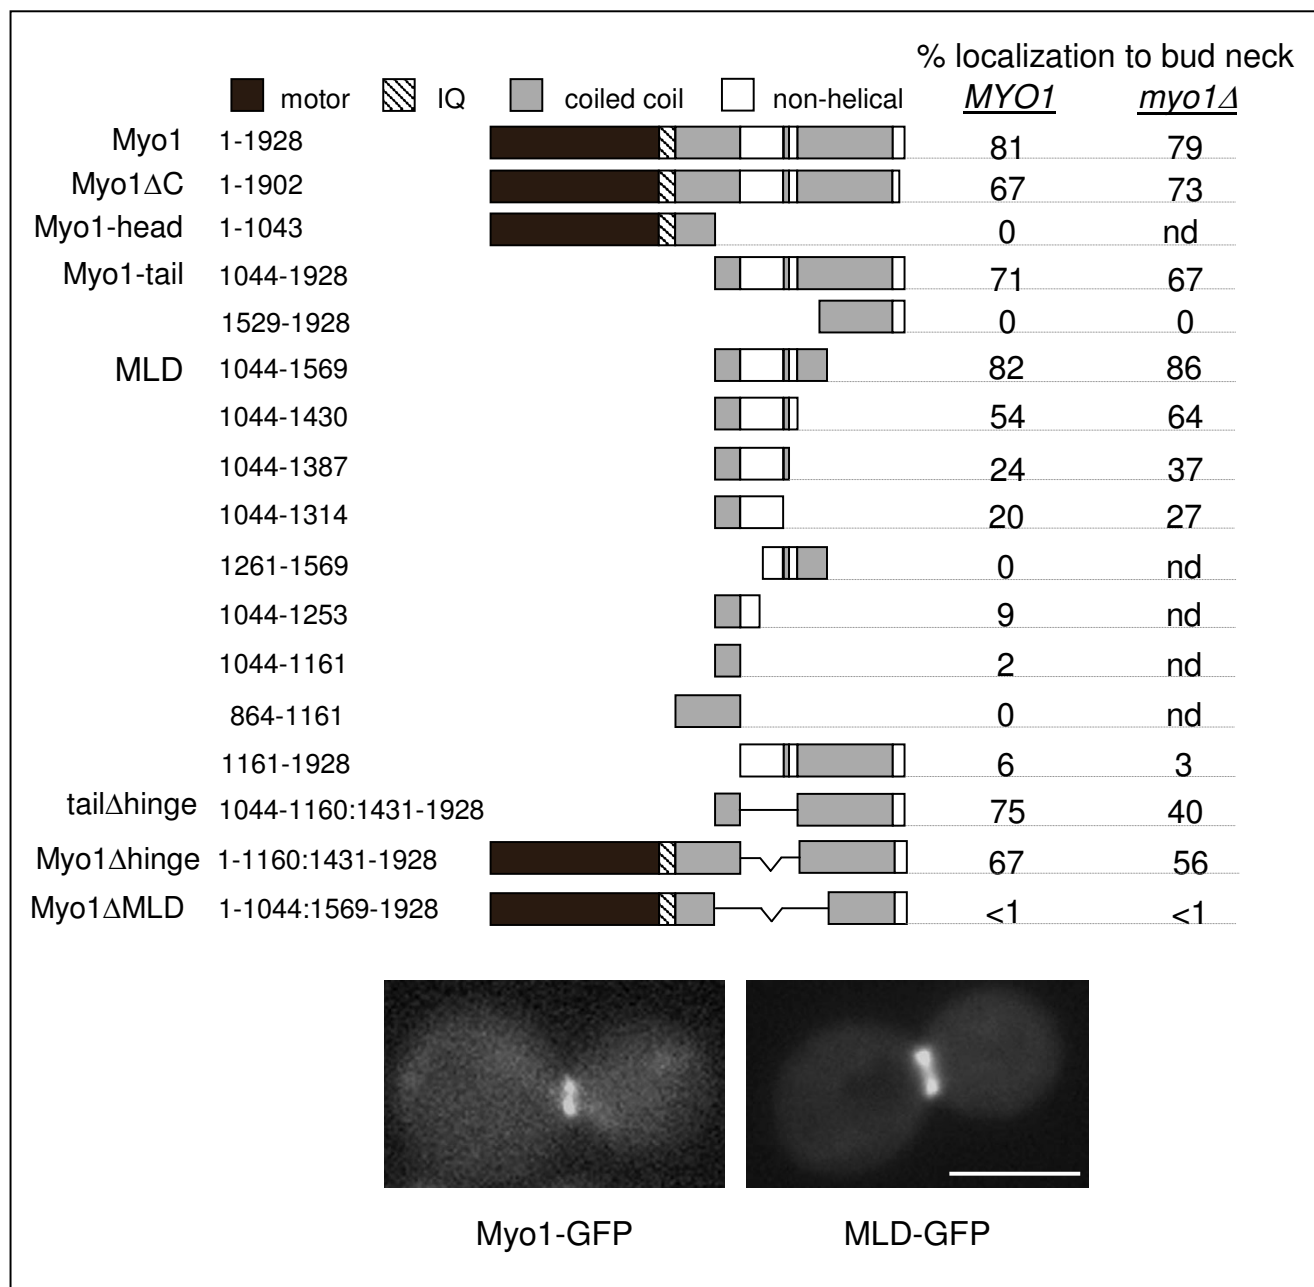 % localization to bud neck
motor IQ coiled coil non-helical MYO1 myo1Δ
Myo1 1-1928 81 79
Myo1ΔC 1-1902 67 73
Myo1-head 1-1043 0 nd
Myo1-tail 1044-1928 71 67
1529-1928 0 0
MLD 1044-1569 82 86
1044-1430 54 64
1044-1387 24 37
1044-1314 20 27
1261-1569 0 nd
1044-1253 9 nd
1044-1161 2 nd
864-1161 0 nd
1161-1928 6 3
tailΔhinge 1044-1160:1431-1928 75 40
Myo1Δhinge 1-1160:1431-1928 67 56
Myo1ΔMLD 1-1044:1569-1928 <1 <1
Myo1-GFP MLD-GFP